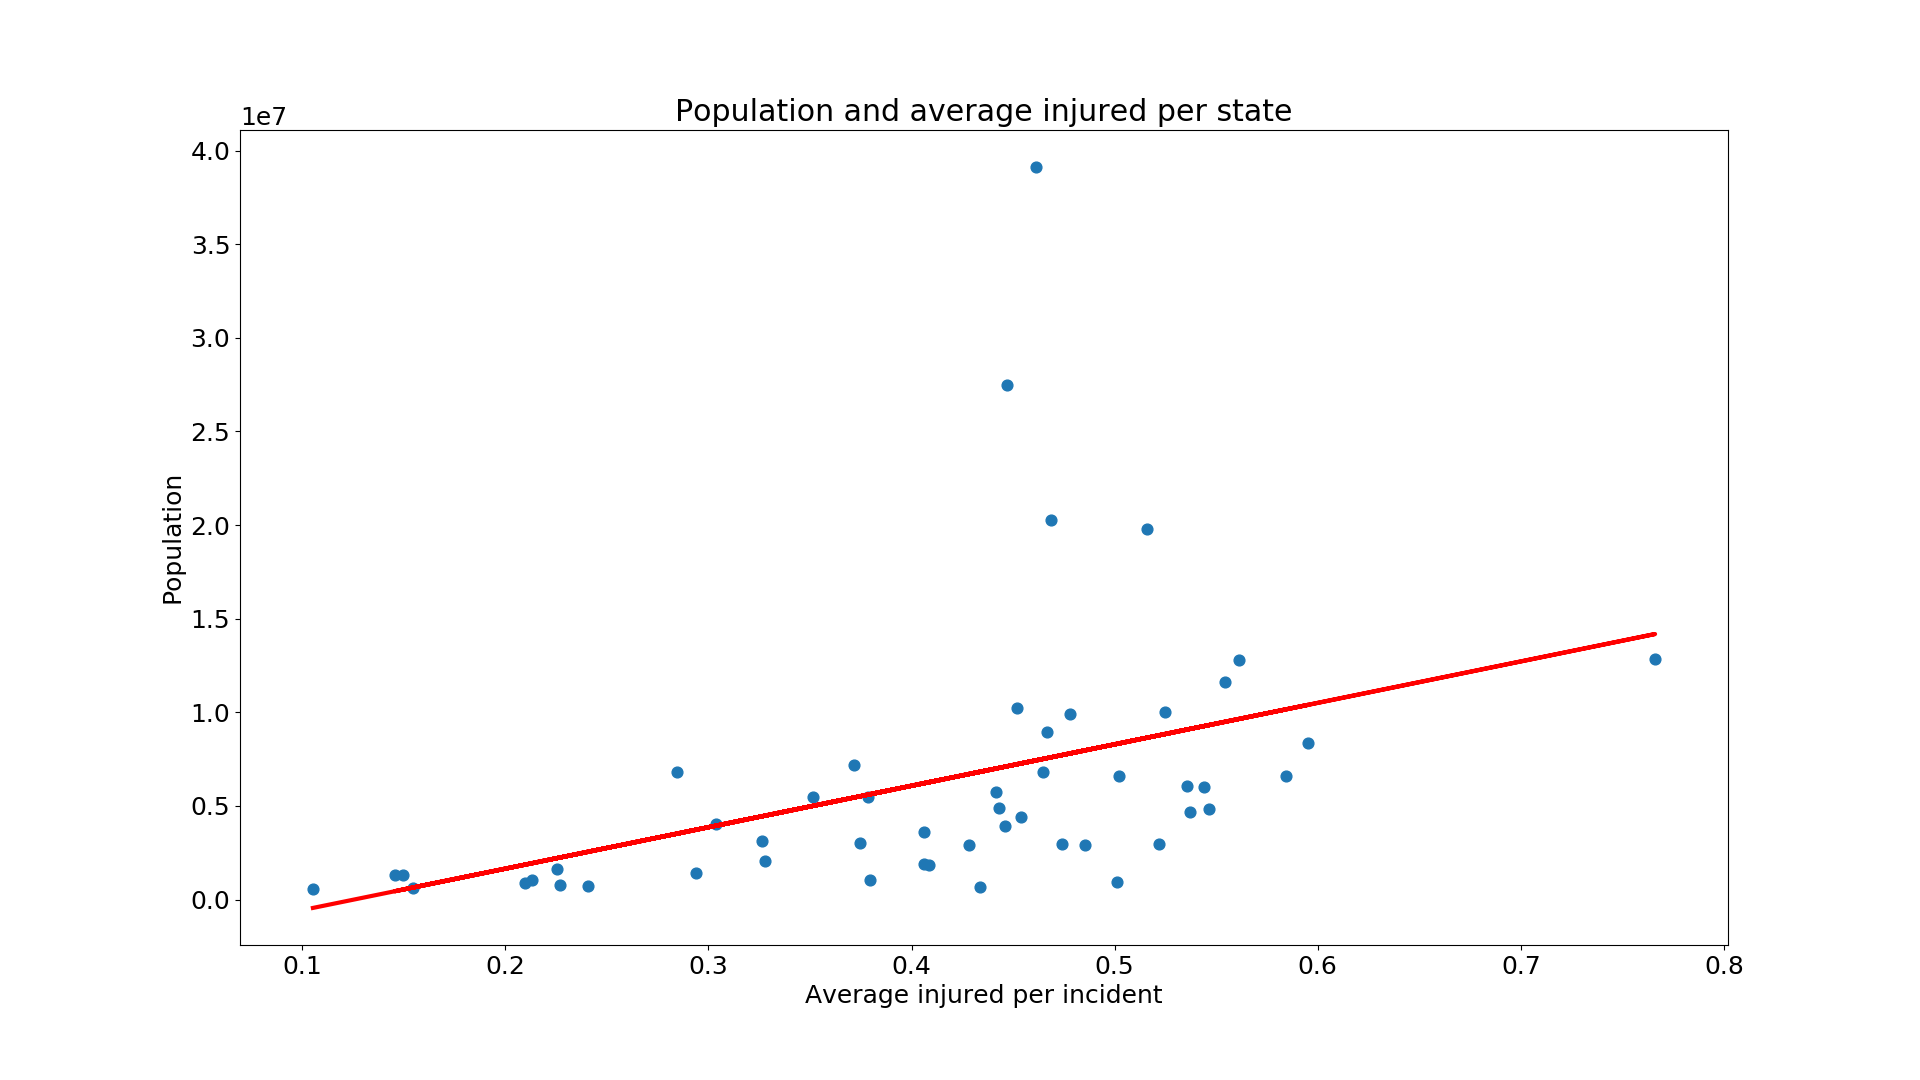 Population and average injured per state
1e7
4.0
3.5
3.0
2.5
2.0
1.5
1.0
0.5
0.0
Population
0.1 0.2 0.3 0.4 0.5 0.6 0.7 0.8
Average injured per incident